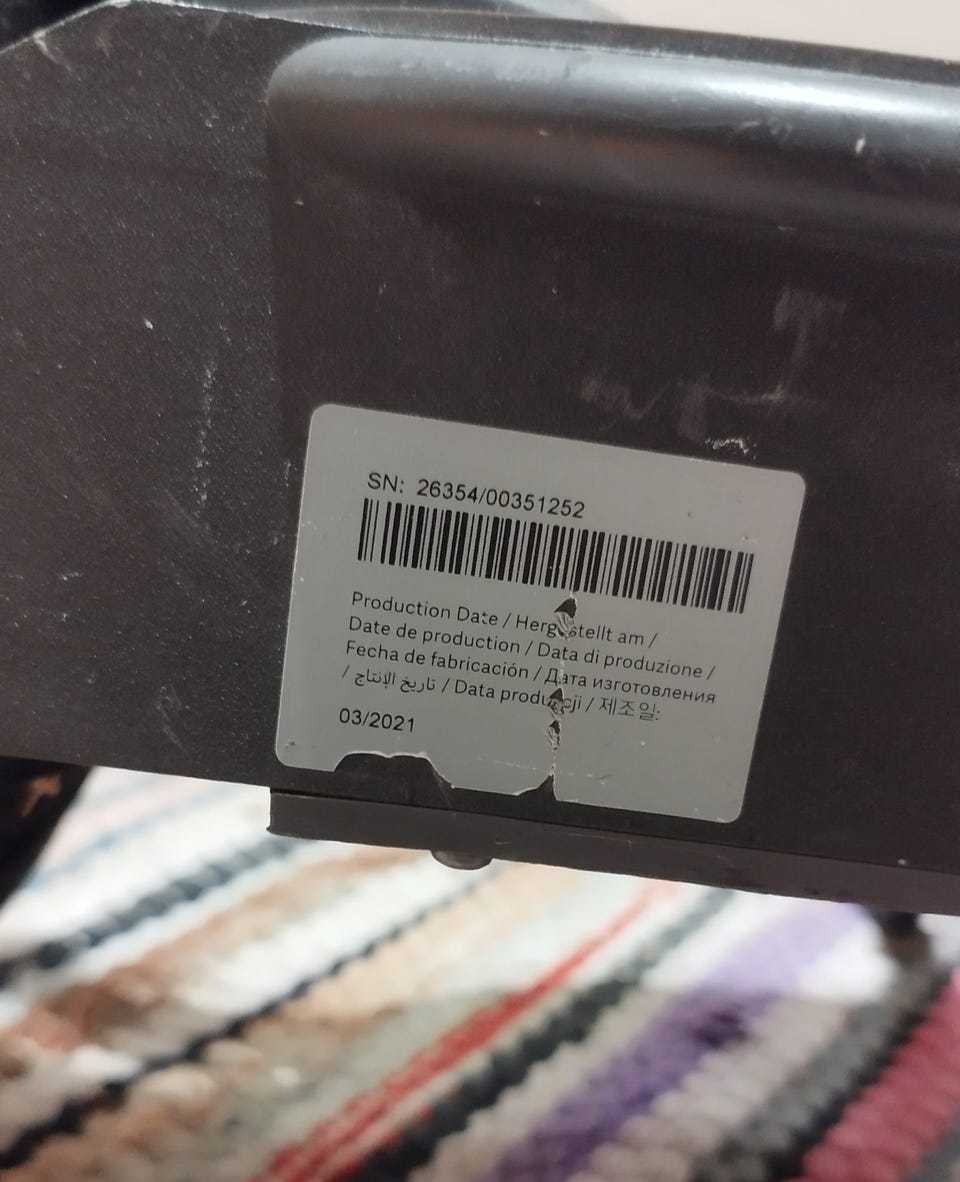 SN: 26354/00351252
Production Date / Hergestellt am /
Date de production / Data di produzione /
Fecha de fabricación / Дата изготовления
/ تاريخ الإنتاج / Data produkcji / 제조일:
03/2021